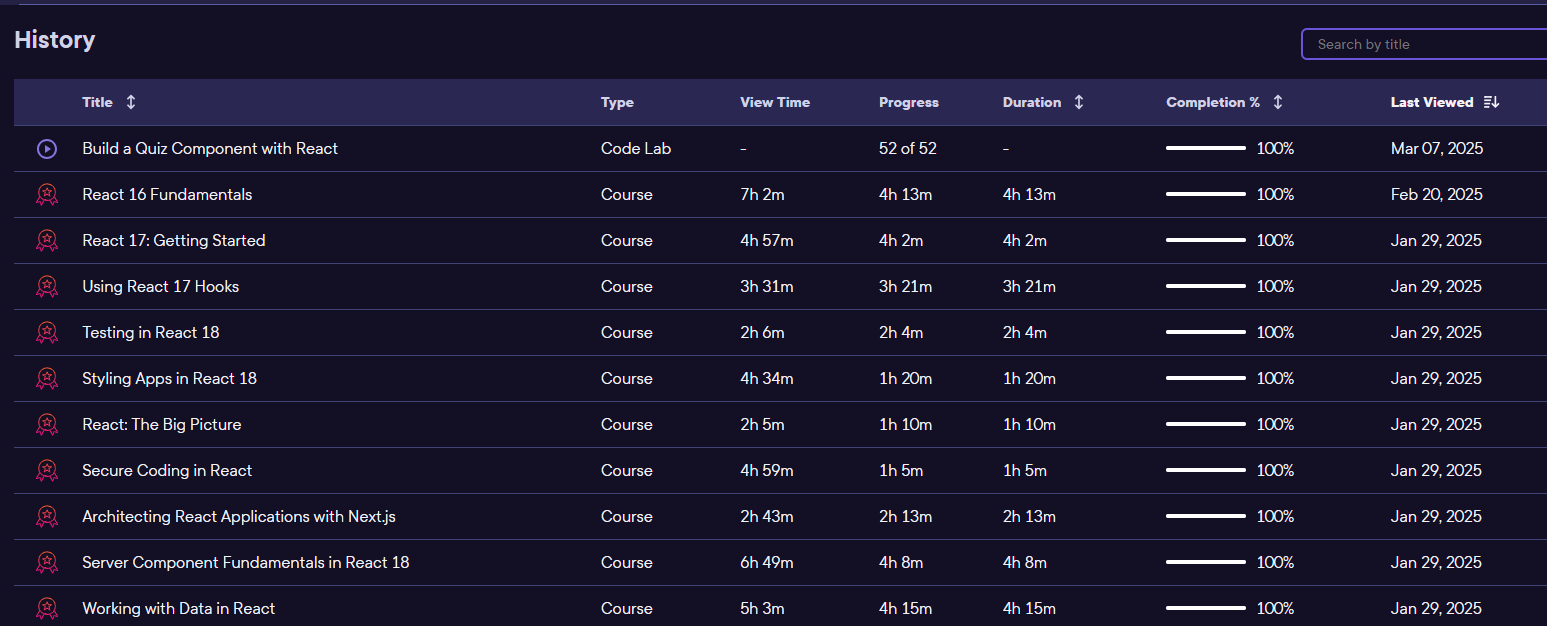 History
Search by title
Title Type View Time Progress Duration Completion % Last Viewed
Build a Quiz Component with React Code Lab - 52 of 52 - 100% Mar 07, 2025
React 16 Fundamentals Course 7h 2m 4h 13m 4h 13m 100% Feb 20, 2025
React 17: Getting Started Course 4h 57m 4h 2m 4h 2m 100% Jan 29, 2025
Using React 17 Hooks Course 3h 31m 3h 21m 3h 21m 100% Jan 29, 2025
Testing in React 18 Course 2h 6m 2h 4m 2h 4m 100% Jan 29, 2025
Styling Apps in React 18 Course 4h 34m 1h 20m 1h 20m 100% Jan 29, 2025
React: The Big Picture Course 2h 5m 1h 10m 1h 10m 100% Jan 29, 2025
Secure Coding in React Course 4h 59m 1h 5m 1h 5m 100% Jan 29, 2025
Architecting React Applications with Next.js Course 2h 43m 2h 13m 2h 13m 100% Jan 29, 2025
Server Component Fundamentals in React 18 Course 6h 49m 4h 8m 4h 8m 100% Jan 29, 2025
Working with Data in React Course 5h 3m 4h 15m 4h 15m 100% Jan 29, 2025